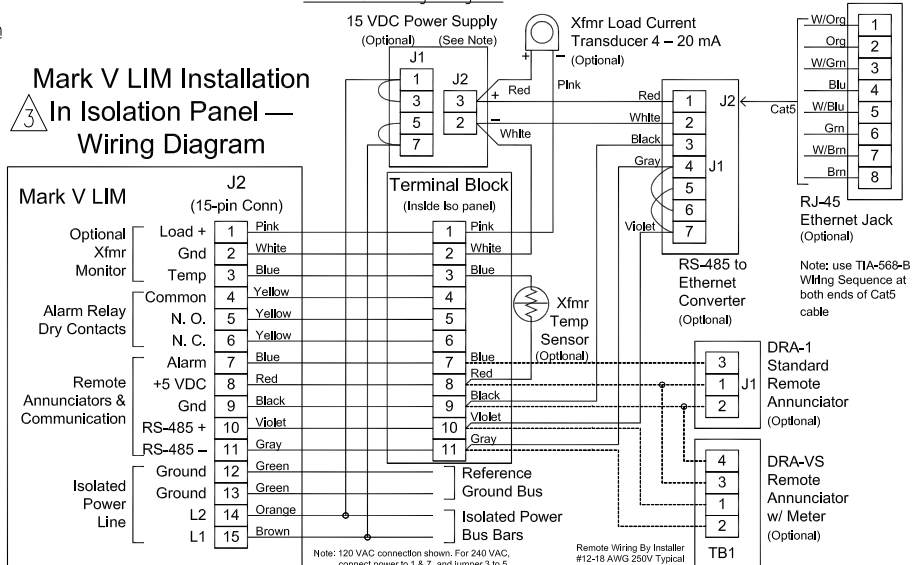 15 VDC Power Supply
(Optional) (See Note)
J1
1
3
5
7
J2
3
2
+
–
Xfmr Load Current
Transducer 4 – 20 mA
(Optional)
+ –
Red
Pink
White
Mark V LIM Installation
In Isolation Panel —
Wiring Diagram
3
Mark V LIM
J2
(15-pin Conn)
Optional
Xfmr
Monitor
Load + 1 Pink
Gnd 2 White
Temp 3 Blue
Alarm Relay
Dry Contacts
Common 4 Yellow
N. O. 5 Yellow
N. C. 6 Yellow
Remote
Annunciators &
Communication
Alarm 7 Blue
+5 VDC 8 Red
Gnd 9 Black
RS-485 + 10 Violet
RS-485 – 11 Gray
Isolated
Power
Line
Ground 12 Green
Ground 13 Green
L2 14 Orange
L1 15 Brown
Terminal Block
(Inside Iso panel)
1 Pink
2 White
3 Blue
4
5
6
7 Blue
8 Red
9 Black
10 Violet
11 Gray
Reference
Ground Bus
Isolated Power
Bus Bars
Note: 120 VAC connection shown. For 240 VAC,
connect power to 1 & 7, and jumper 3 to 5
Xfmr
Temp
Sensor
(Optional)
Red 1 J2
White 2
Black 3
Gray 4 J1
5
6
Violet 7
RS-485 to
Ethernet
Converter
(Optional)
Cat5
W/Org 1
Org 2
W/Grn 3
Blu 4
W/Blu 5
Grn 6
W/Brn 7
Brn 8
RJ-45
Ethernet Jack
(Optional)
Note: use TIA-568-B
Wiring Sequence at
both ends of Cat5
cable
3
1
2
J1
DRA-1
Standard
Remote
Annunciator
(Optional)
4
3
1
2
TB1
DRA-VS
Remote
Annunciator
w/ Meter
(Optional)
Remote Wiring By Installer
#12-18 AWG 250V Typical